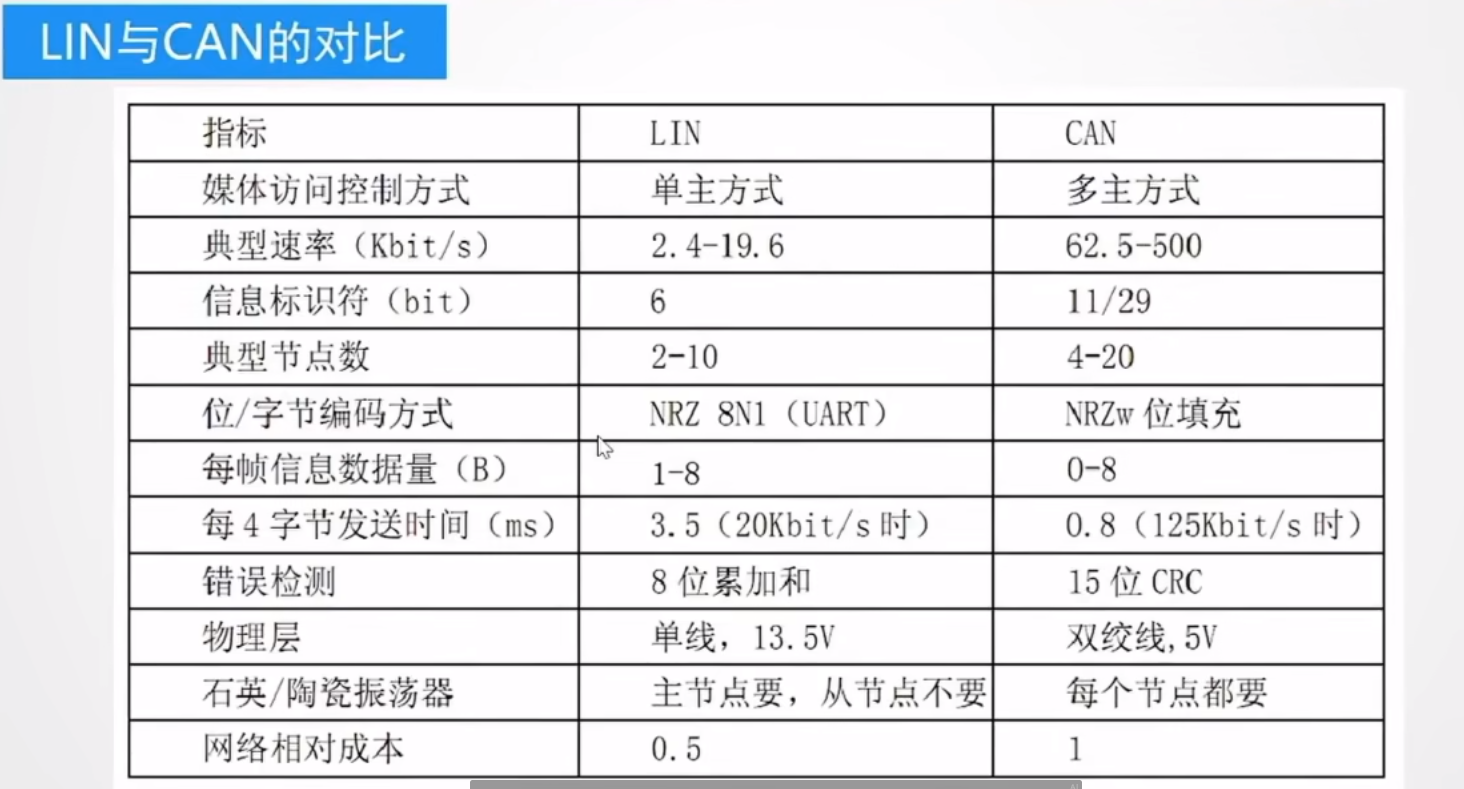 LIN与CAN的对比
指标 LIN CAN
媒体访问控制方式 单主方式 多主方式
典型速率（Kbit/s） 2.4-19.6 62.5-500
信息标识符（bit） 6 11/29
典型节点数 2-10 4-20
位/字节编码方式 NRZ 8N1（UART） NRZw 位填充
每帧信息数据量（B） 1-8 0-8
每 4 字节发送时间（ms） 3.5（20Kbit/s 时） 0.8（125Kbit/s 时）
错误检测 8 位累加和 15 位 CRC
物理层 单线，13.5V 双绞线,5V
石英/陶瓷振荡器 主节点要，从节点不要 每个节点都要
网络相对成本 0.5 1